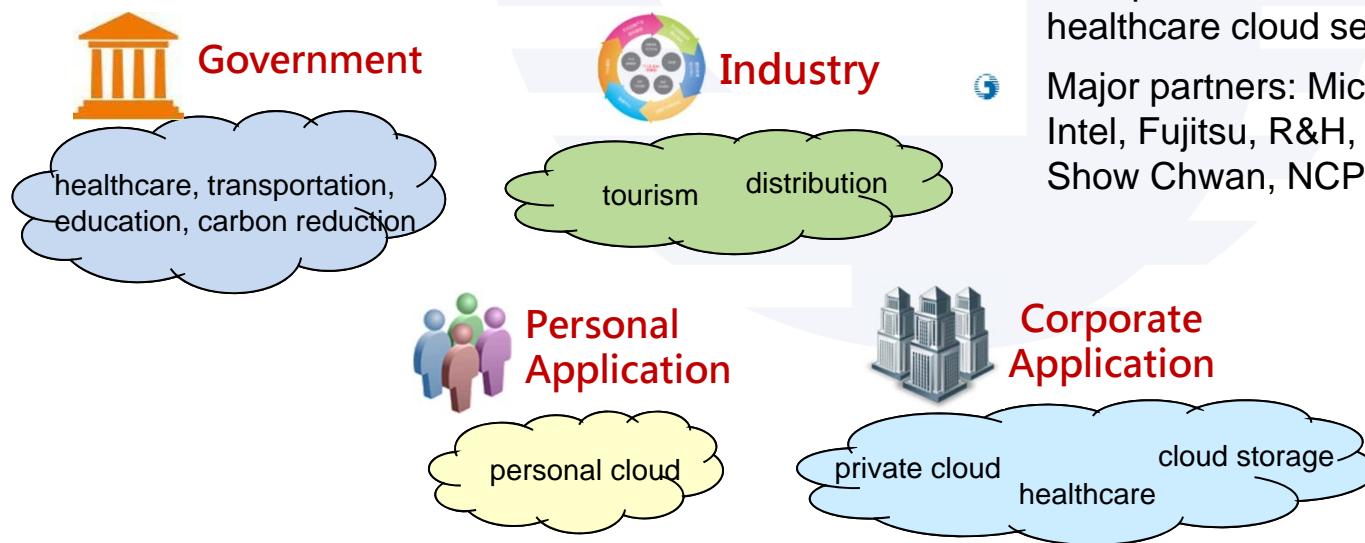 healthcare cloud se
Government
Industry
Major partners: Mic
Intel, Fujitsu, R&H,
Show Chwan, NCP
healthcare, transportation,
education, carbon reduction
tourism
distribution
Personal
Application
Corporate
Application
personal cloud
private cloud
cloud storage
healthcare